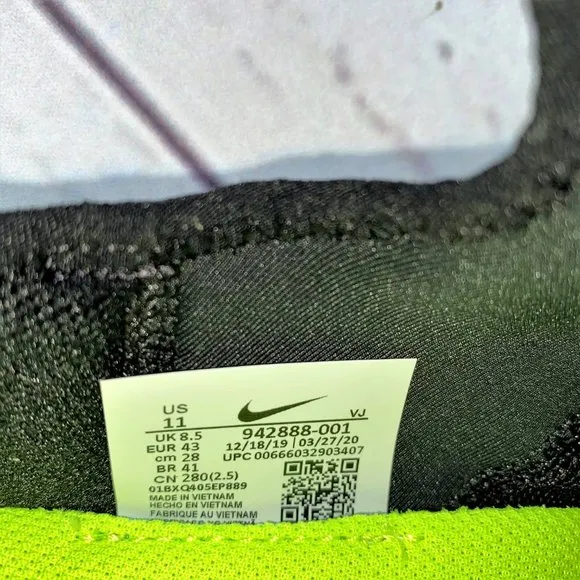 US
11
UK 8.5
EUR 43
cm 28
BR 41
CN 280(2.5)
01BXQ405EP889
MADE IN VIETNAM
HECHO EN VIETNAM
FABRIQUE AU VIETNAM
VJ
942888-001
12/18/19 | 03/27/20
UPC 00666032903407